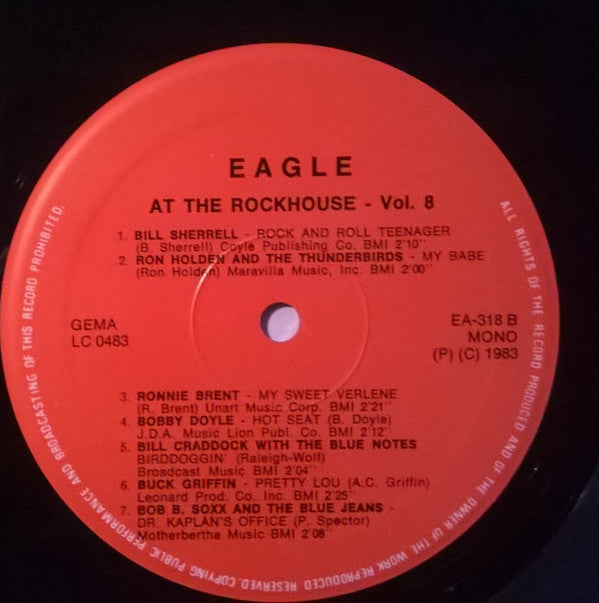 EAGLE
AT THE ROCKHOUSE - Vol. 8
1. BILL SHERRELL - ROCK AND ROLL TEENAGER
(B. Sherrell) Coyle Publishing Co. BMI 2'10"
2. RON HOLDEN AND THE THUNDERBIRDS - MY BABE
(Ron Holden) Maravilla Music, Inc. BMI 2'00"
GEMA
LC 0483
EA-318 B
MONO
(P) (C) 1983
3. RONNIE BRENT - MY SWEET VERLENE
(R. Brent) Unart Music Corp. BMI 2'21"
4. BOBBY DOYLE - HOT SEAT (B. Doyle)
J.D.A. Music Lion Publ. Co. BMI 2'12"
5. BILL CRADDOCK WITH THE BLUE NOTES
BIRDDOGGIN' (Raleigh-Wolf)
Broadcast Music BMI 2'04"
6. BUCK GRIFFIN - PRETTY LOU (A.C. Griffin)
Leonard Prod. Co. Inc. BMI 2'25"
7. BOB B. SOXX AND THE BLUE JEANS -
DR. KAPLAN'S OFFICE (P. Spector)
Motherbertha Music BMI 2'08"
ALL RIGHTS OF THE RECORD PRODUCED AND OF THE OWNER OF THE WORK REPRODUCED RESERVED. COPYING PUBLIC PERFORMANCE AND BROADCASTING OF THIS RECORD PROHIBITED.